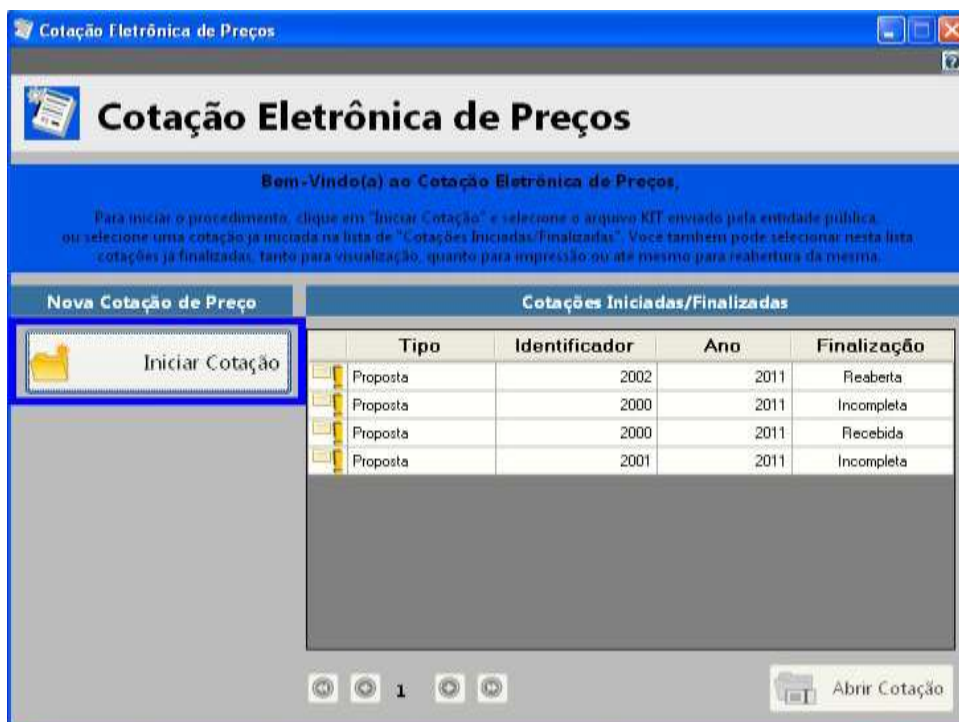 Cotação Eletrônica de Preços
Cotação Eletrônica de Preços
Bem-Vindo(a) ao Cotação Eletrônica de Preços,
Para iniciar o procedimento, clique em "Iniciar Cotação" e selecione o arquivo KIT enviado pela entidade pública,
ou selecione uma cotação já iniciada na lista de "Cotações Iniciadas/Finalizadas". Você tambem pode selecionar nesta lista
cotações já finalizadas, tanto para visualização, quanto para impressão ou até mesmo para reabertura da mesma.
Nova Cotação de Preço
Cotações Iniciadas/Finalizadas
Iniciar Cotação
Tipo Identificador Ano Finalização
Proposta 2002 2011 Reaberta
Proposta 2000 2011 Incompleta
Proposta 2000 2011 Recebida
Proposta 2001 2011 Incompleta
1
Abrir Cotação